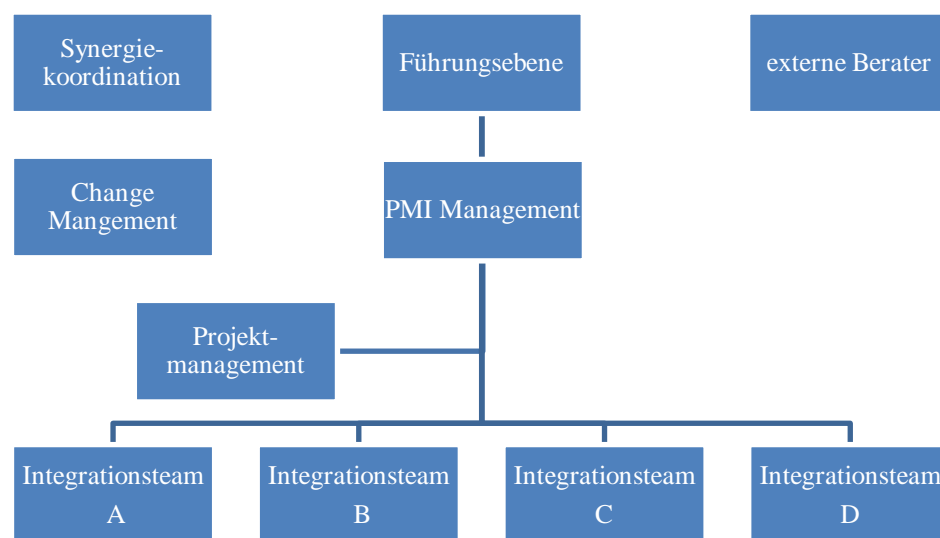 Synergie-
koordination
Führungsebene
externe Berater
Change
Mangement
PMI Management
Projekt-
management
Integrationsteam
A
Integrationsteam
B
Integrationsteam
C
Integrationsteam
D